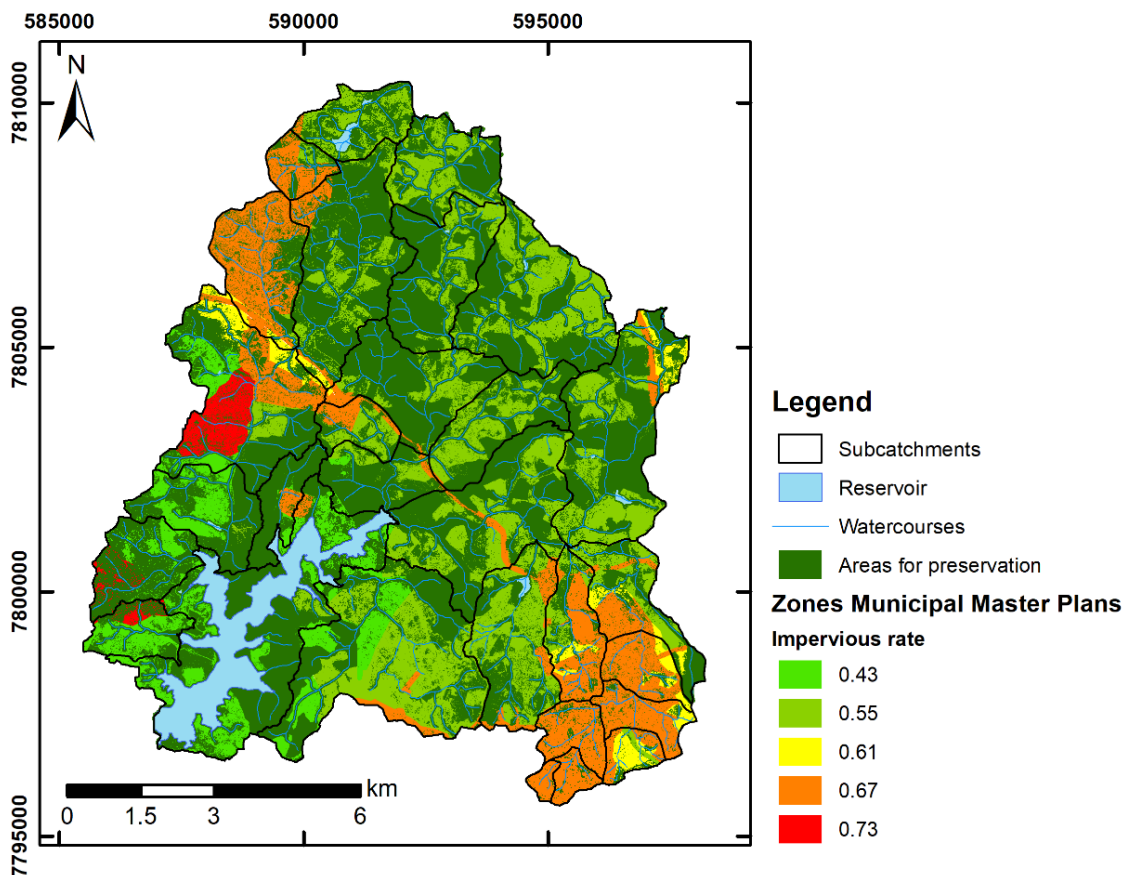 585000 590000 595000
7810000
7805000
7800000
7795000
N
km
0 1.5 3 6
Legend
Subcatchments
Reservoir
Watercourses
Areas for preservation
Zones Municipal Master Plans
Impervious rate
0.43
0.55
0.61
0.67
0.73